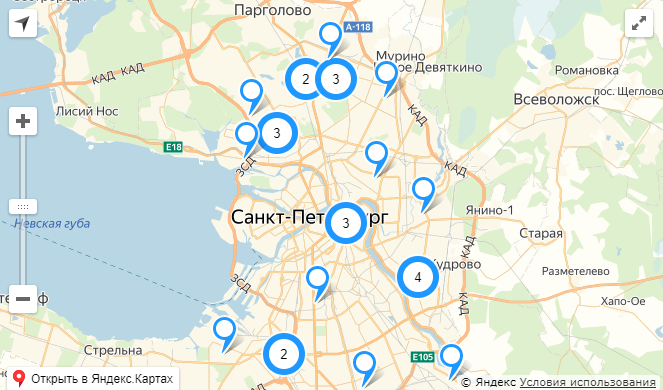 Парголово
А-118
Мурино
Новое Девяткино
КАД
КАД
2
3
Романовка
пос. Щеглово
Всеволожск
Лисий Нос
КАД
3
E18
ЗСД
КАД
Санкт-Петербург
3
Янино-1
Невская губа
Старая
КАД
Кудрово
4
Разметелево
ЗСД
КАД
Хапо-Ое
Стрельна
2
E105
Открыть в Яндекс.Картах
© Яндекс Условия использования